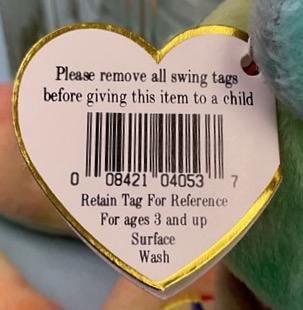 Please remove all swing tags
before giving this item to a child
0 08421 04053 7
Retain Tag For Reference
For ages 3 and up
Surface
Wash